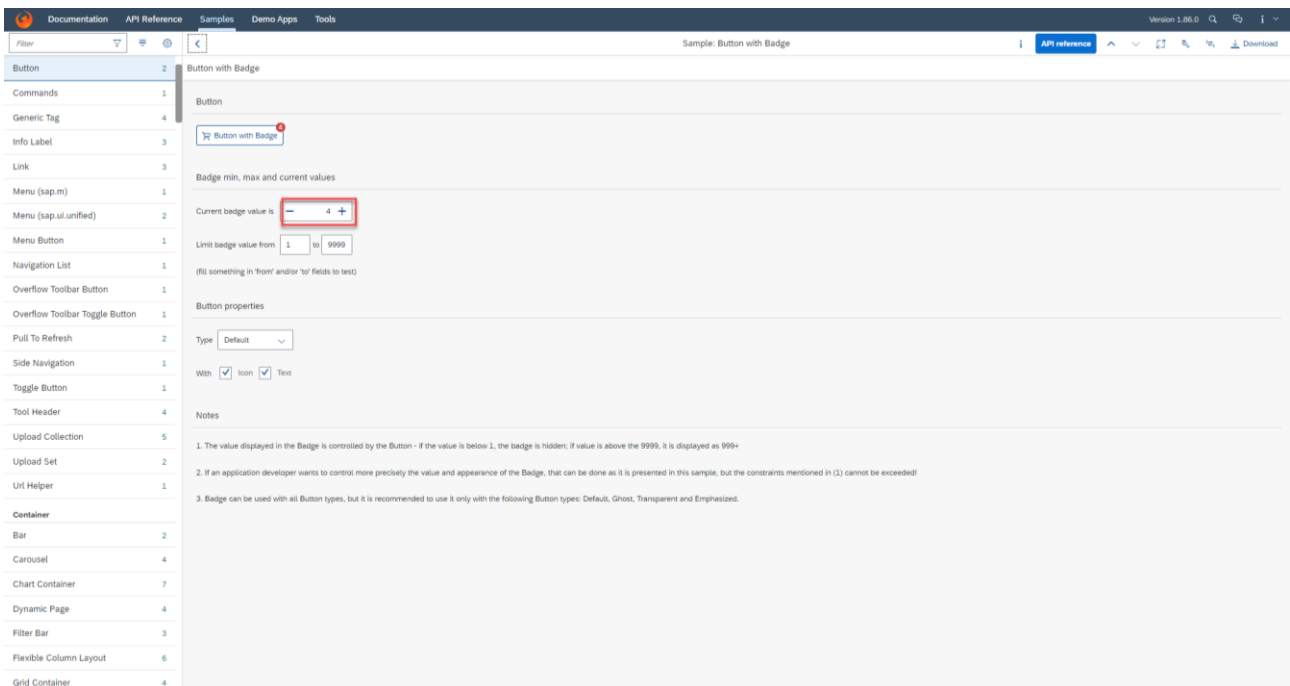 Documentation API Reference Samples Demo Apps Tools Version 1.86.0
Filter Sample: Button with Badge API reference Download
Button 2
Commands 1
Generic Tag 4
Info Label 3
Link 3
Menu (sap.m) 1
Menu (sap.ui.unified) 2
Menu Button 1
Navigation List 1
Overflow Toolbar Button 1
Overflow Toolbar Toggle Button 1
Pull To Refresh 2
Side Navigation 1
Toggle Button 1
Tool Header 4
Upload Collection 5
Upload Set 2
Url Helper 1
Container
Bar 2
Carousel 4
Chart Container 7
Dynamic Page 4
Filter Bar 3
Flexible Column Layout 6
Grid Container 4
Button with Badge
Button
Button with Badge 4
Badge min, max and current values
Current badge value is 4
Limit badge value from 1 to 9999
(fill something in 'from' and/or 'to' fields to test)
Button properties
Type Default
With Icon Text
Notes
1. The value displayed in the Badge is controlled by the Button - if the value is below 1, the badge is hidden; if value is above the 9999, it is displayed as 999+
2. If an application developer wants to control more precisely the value and appearance of the Badge, that can be done as it is presented in this sample, but the constraints mentioned in (1) cannot be exceeded!
3. Badge can be used with all Button types, but it is recommended to use it only with the following Button types: Default, Ghost, Transparent and Emphasized.